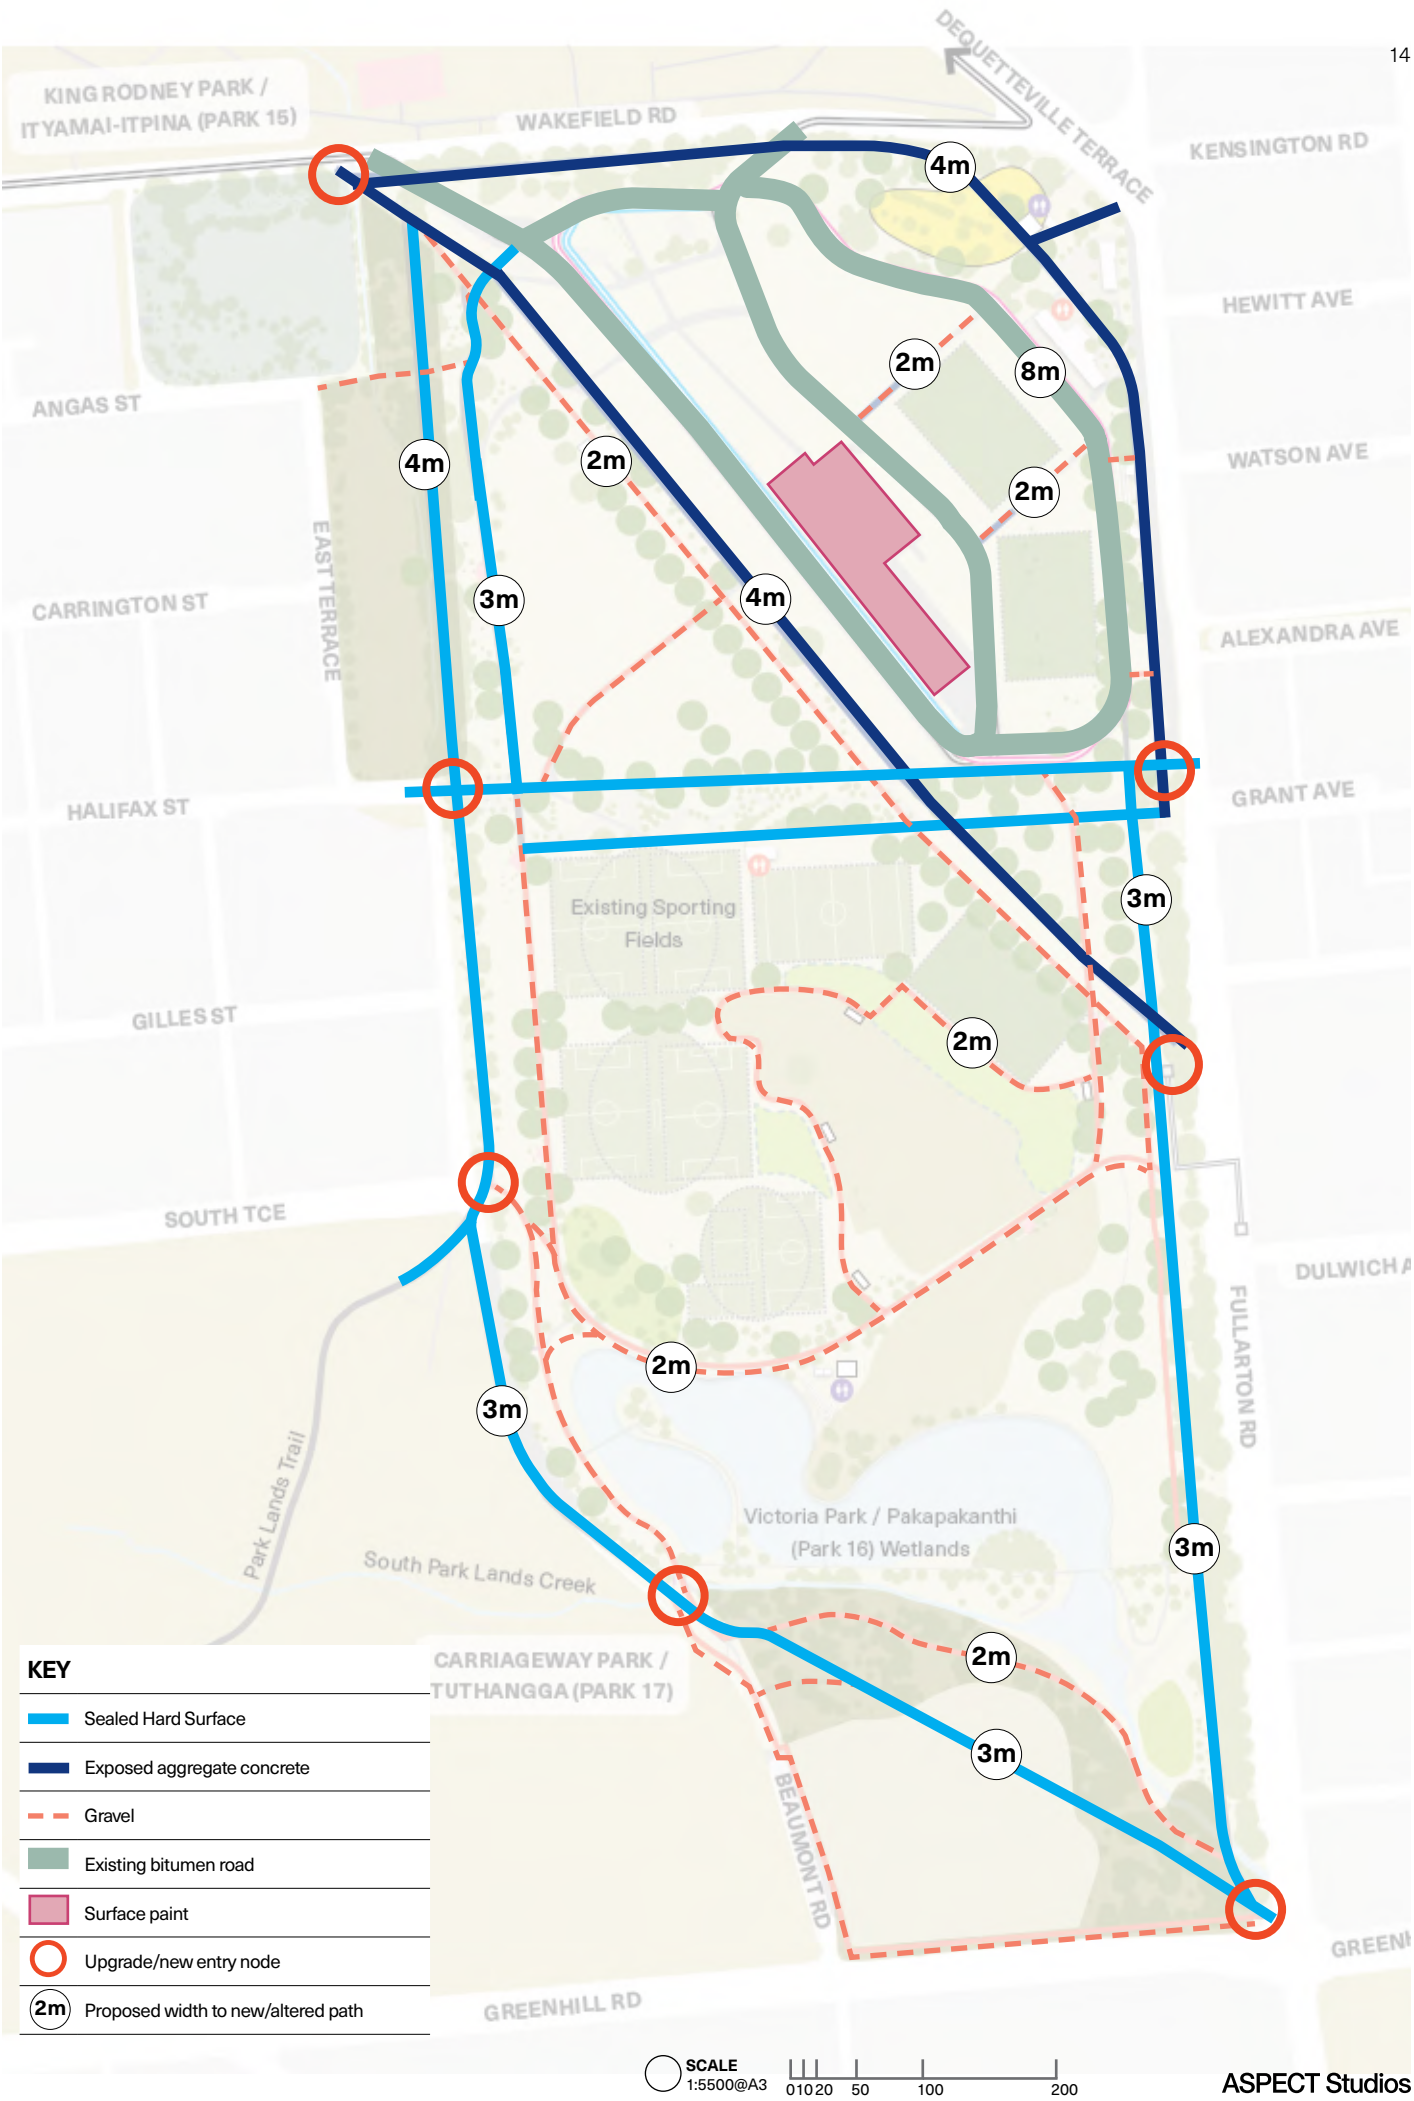 14
DEQUETTEVILLE TERRACE
KING RODNEY PARK /
ITYAMAI-ITPINA (PARK 15)
WAKEFIELD RD
KENSINGTON RD
4m
HEWITT AVE
2m
8m
ANGAS ST
4m
2m
WATSON AVE
2m
EAST TERRACE
CARRINGTON ST
3m
4m
ALEXANDRA AVE
HALIFAX ST
GRANT AVE
3m
Existing Sporting
Fields
GILLES ST
2m
SOUTH TCE
DULWICH A
FULLARTON RD
2m
3m
Park Lands Trail
Victoria Park / Pakapakanthi
(Park 16) Wetlands
3m
South Park Lands Creek
CARRIAGEWAY PARK /
TUTHANGGA (PARK 17)
2m
3m
BEAUMONT RD
GREENH
GREENHILL RD
KEY
Sealed Hard Surface
Exposed aggregate concrete
Gravel
Existing bitumen road
Surface paint
Upgrade/new entry node
2m Proposed width to new/altered path
SCALE
1:5500@A3
0 10 20 50 100 200
ASPECT Studios